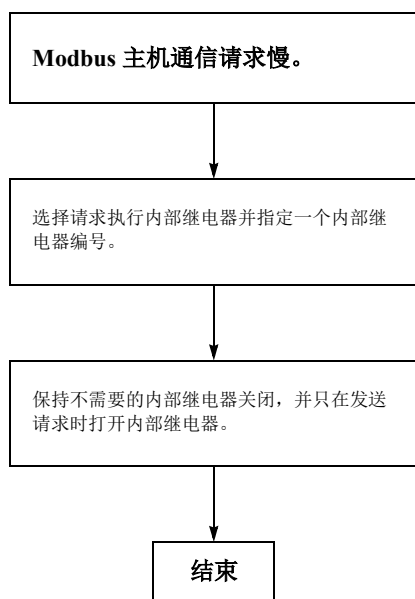 Modbus 主机通信请求慢。
选择请求执行内部继电器并指定一个内部继
电器编号。
保持不需要的内部继电器关闭，并只在发送
请求时打开内部继电器。
结束